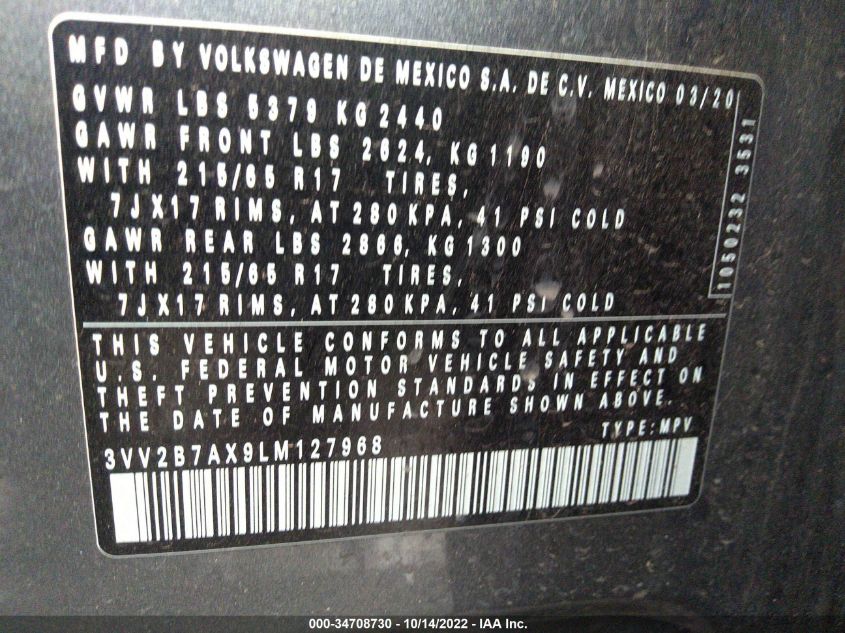 MFD BY VOLKSWAGEN DE MEXICO S.A. DE C.V. MEXICO 03/20
GVWR LBS 5379 KG 2440
GAWR FRONT LBS 2624, KG 1190
WITH 215/65 R17 TIRES,
7JX17 RIMS, AT 280 KPA, 41 PSI COLD
GAWR REAR LBS 2866, KG 1300
WITH 215/65 R17 TIRES,
7JX17 RIMS, AT 280 KPA, 41 PSI COLD
1050232 3531
THIS VEHICLE CONFORMS TO ALL APPLICABLE
U.S. FEDERAL MOTOR VEHICLE SAFETY AND
THEFT PREVENTION STANDARDS IN EFFECT ON
THE DATE OF MANUFACTURE SHOWN ABOVE.
TYPE: MPV
3VV2B7AX9LM127968
000-34708730 - 10/14/2022 - IAA Inc.